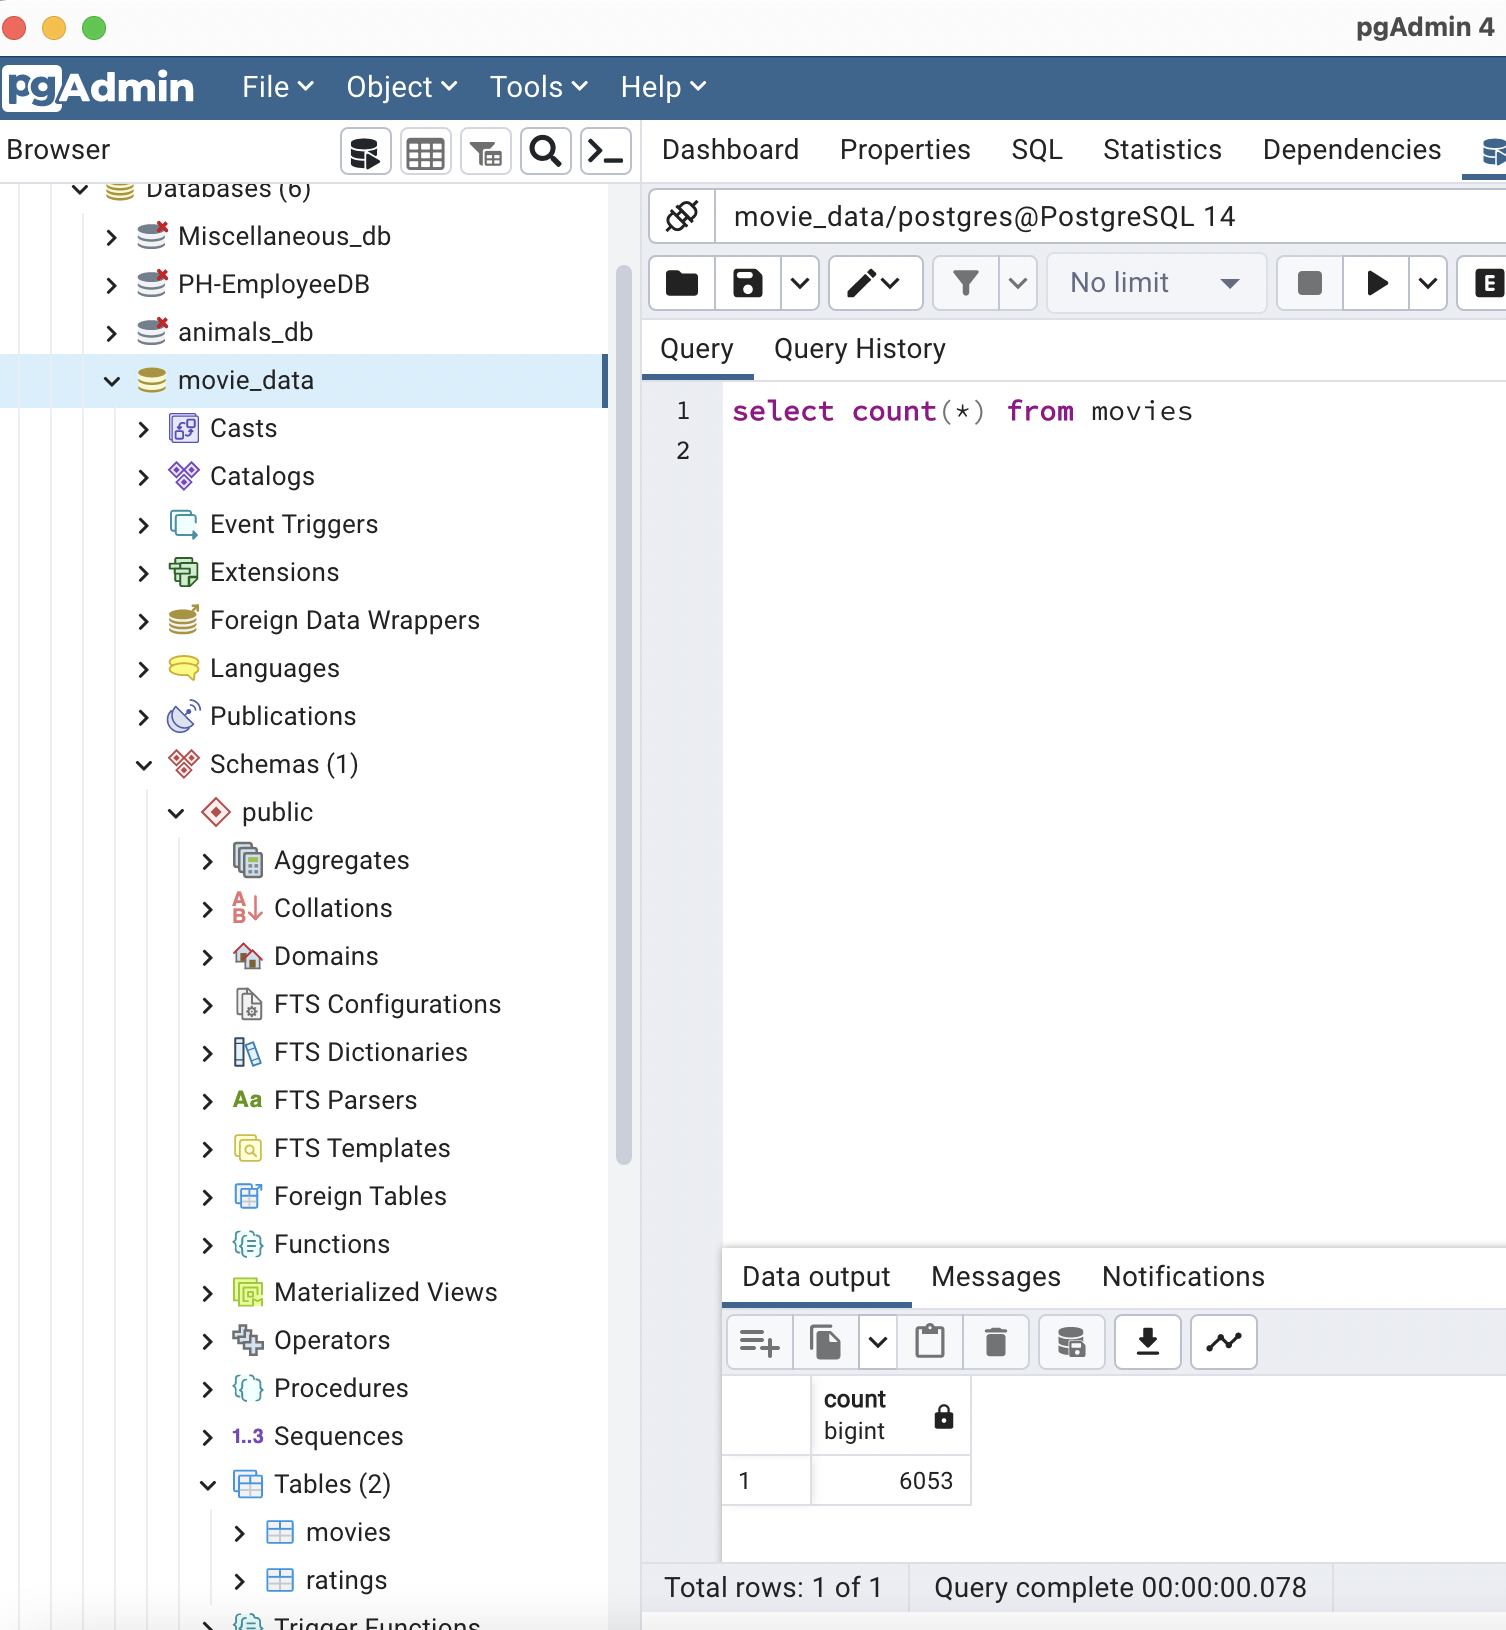 pgAdmin 4
pgAdmin File Object Tools Help
Browser
Dashboard Properties SQL Statistics Dependencies
Databases (6)
Miscellaneous_db
PH-EmployeeDB
animals_db
movie_data
Casts
Catalogs
Event Triggers
Extensions
Foreign Data Wrappers
Languages
Publications
Schemas (1)
public
Aggregates
Collations
Domains
FTS Configurations
FTS Dictionaries
Aa FTS Parsers
FTS Templates
Foreign Tables
Functions
Materialized Views
Operators
Procedures
1..3 Sequences
Tables (2)
movies
ratings
Trigger Functions
movie_data/postgres@PostgreSQL 14
No limit E
Query Query History
1 select count(*) from movies
2
Data output Messages Notifications
count
bigint
1 6053
Total rows: 1 of 1 Query complete 00:00:00.078